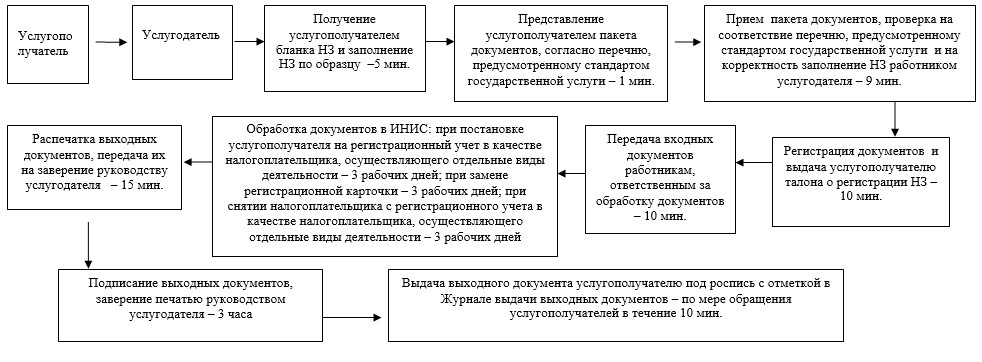 Услугопо
лучатель
Услугодатель
Получение
услугополучателем
бланка НЗ и заполнение
НЗ по образцу –5 мин.
Представление
услугополучателем пакета
документов, согласно перечню,
предусмотренному стандартом
государственной услуги – 1 мин.
Прием пакета документов, проверка на
соответствие перечню, предусмотренному
стандартом государственной услуги и на
корректность заполнение НЗ работником
услугодателя – 9 мин.
Регистрация документов и
выдача услугополучателю
талона о регистрации НЗ –
10 мин.
Передача входных
документов
работникам,
ответственным за
обработку документов
– 10 мин.
Обработка документов в ИНИС: при постановке
услугополучателя на регистрационный учет в качестве
налогоплательщика, осуществляющего отдельные виды
деятельности – 3 рабочих дней; при замене
регистрационной карточки – 3 рабочих дней; при
снятии налогоплательщика с регистрационного учета в
качестве налогоплательщика, осуществляющего
отдельные виды деятельности – 3 рабочих дней
Распечатка выходных
документов, передача их
на заверение руководству
услугодателя – 15 мин.
Подписание выходных документов,
заверение печатью руководством
услугодателя – 3 часа
Выдача выходного документа услугополучателю под роспись с отметкой в
Журнале выдачи выходных документов – по мере обращения
услугополучателей в течение 10 мин.